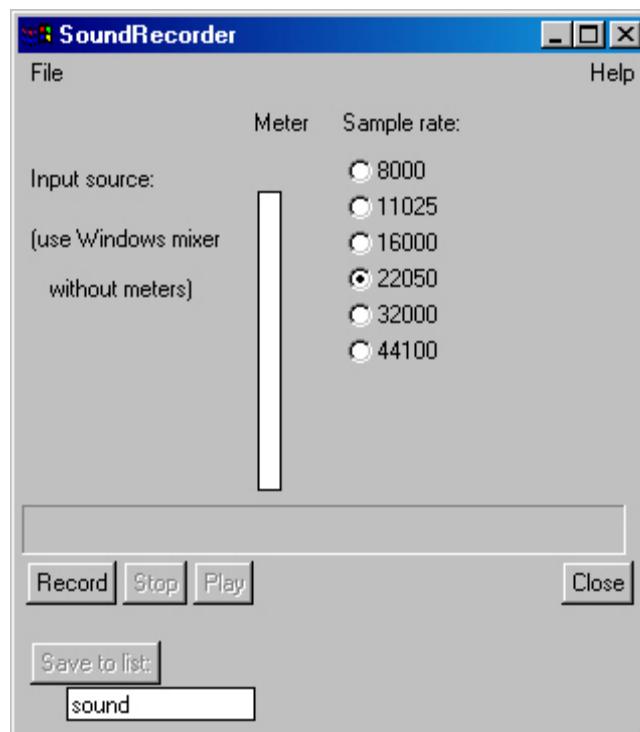 SoundRecorder
File Help
Meter Sample rate:
Input source:
(use Windows mixer
without meters)
8000
11025
16000
22050
32000
44100
Record Stop Play Close
Save to list:
sound